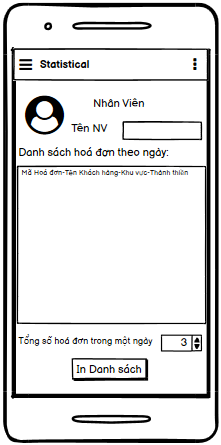 Statistical
Nhân Viên
Tên NV
Danh sách hoá đơn theo ngày:
Mã Hoá đơn-Tên Khách hàng-Khu vực-Thành thiền
Tổng số hoá đơn trong một ngày
3
In Danh sách